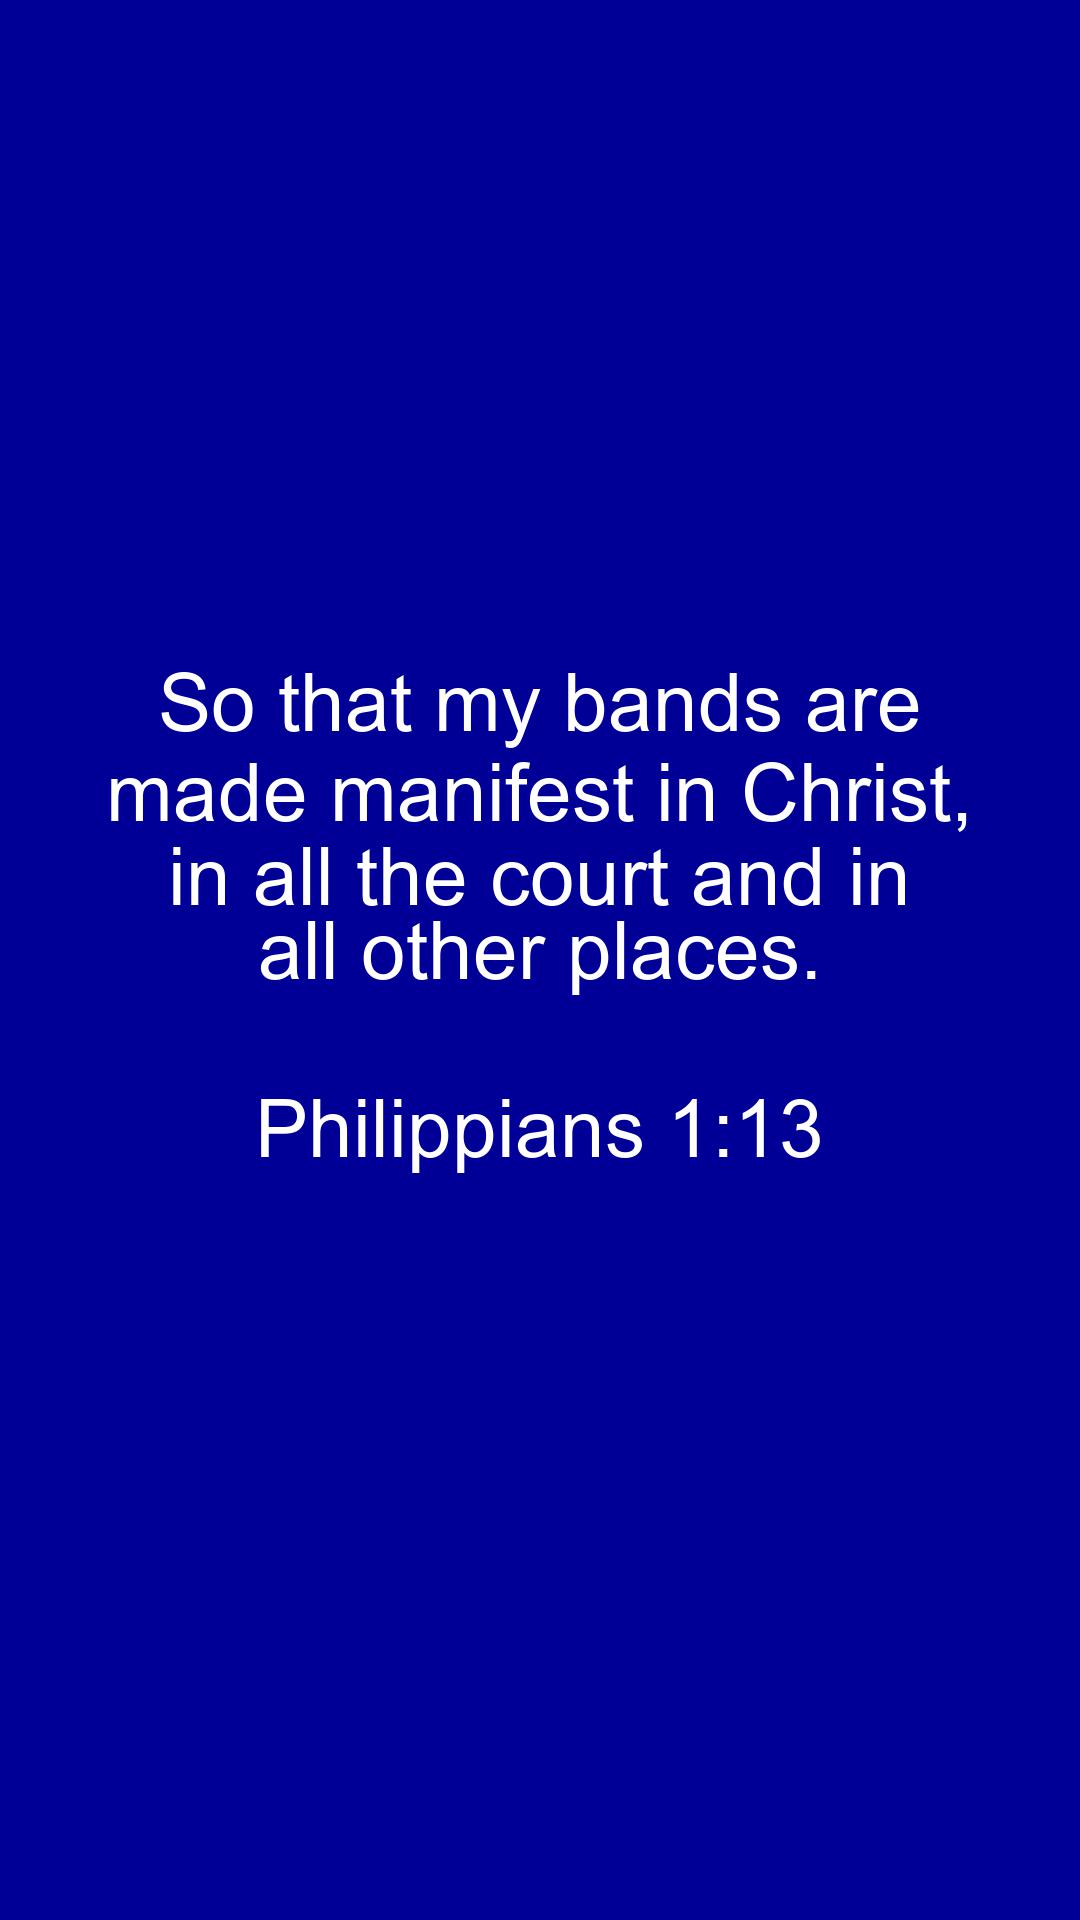 So that my bands are
made manifest in Christ,
in all the court and in
all other places.
Philippians 1:13